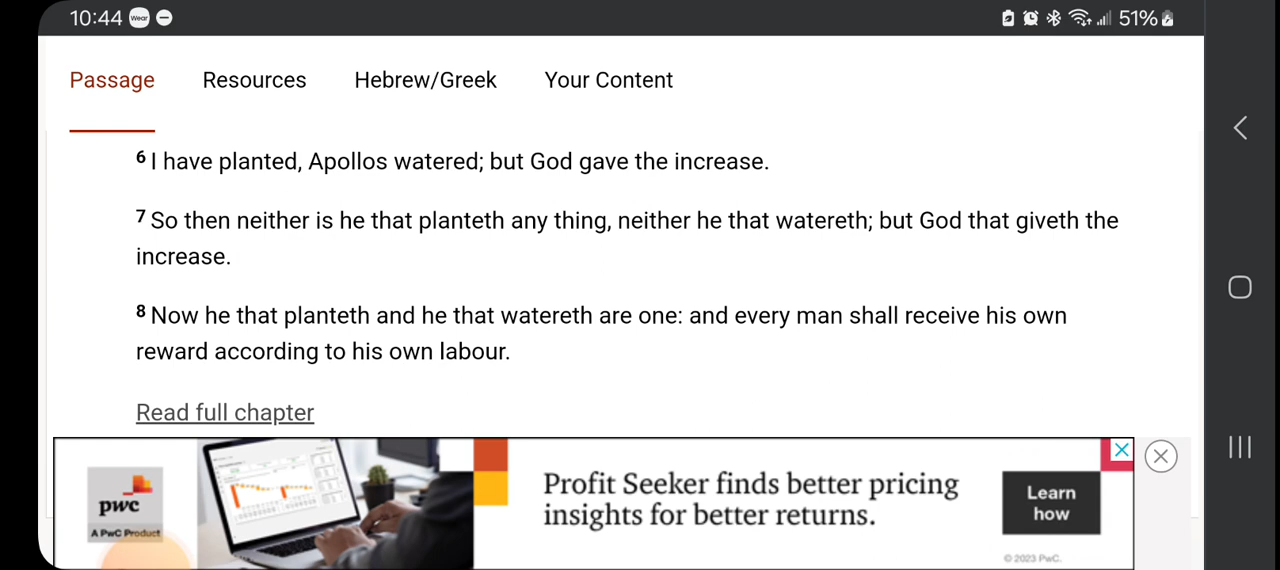 10:44 Wear 51%
Passage Resources Hebrew/Greek Your Content
6 I have planted, Apollos watered; but God gave the increase.
7 So then neither is he that planteth any thing, neither he that watereth; but God that giveth the
increase.
8 Now he that planteth and he that watereth are one: and every man shall receive his own
reward according to his own labour.
Read full chapter
pwc
A PwC Product
Profit Seeker finds better pricing
insights for better returns.
Learn
how
© 2023 PwC.